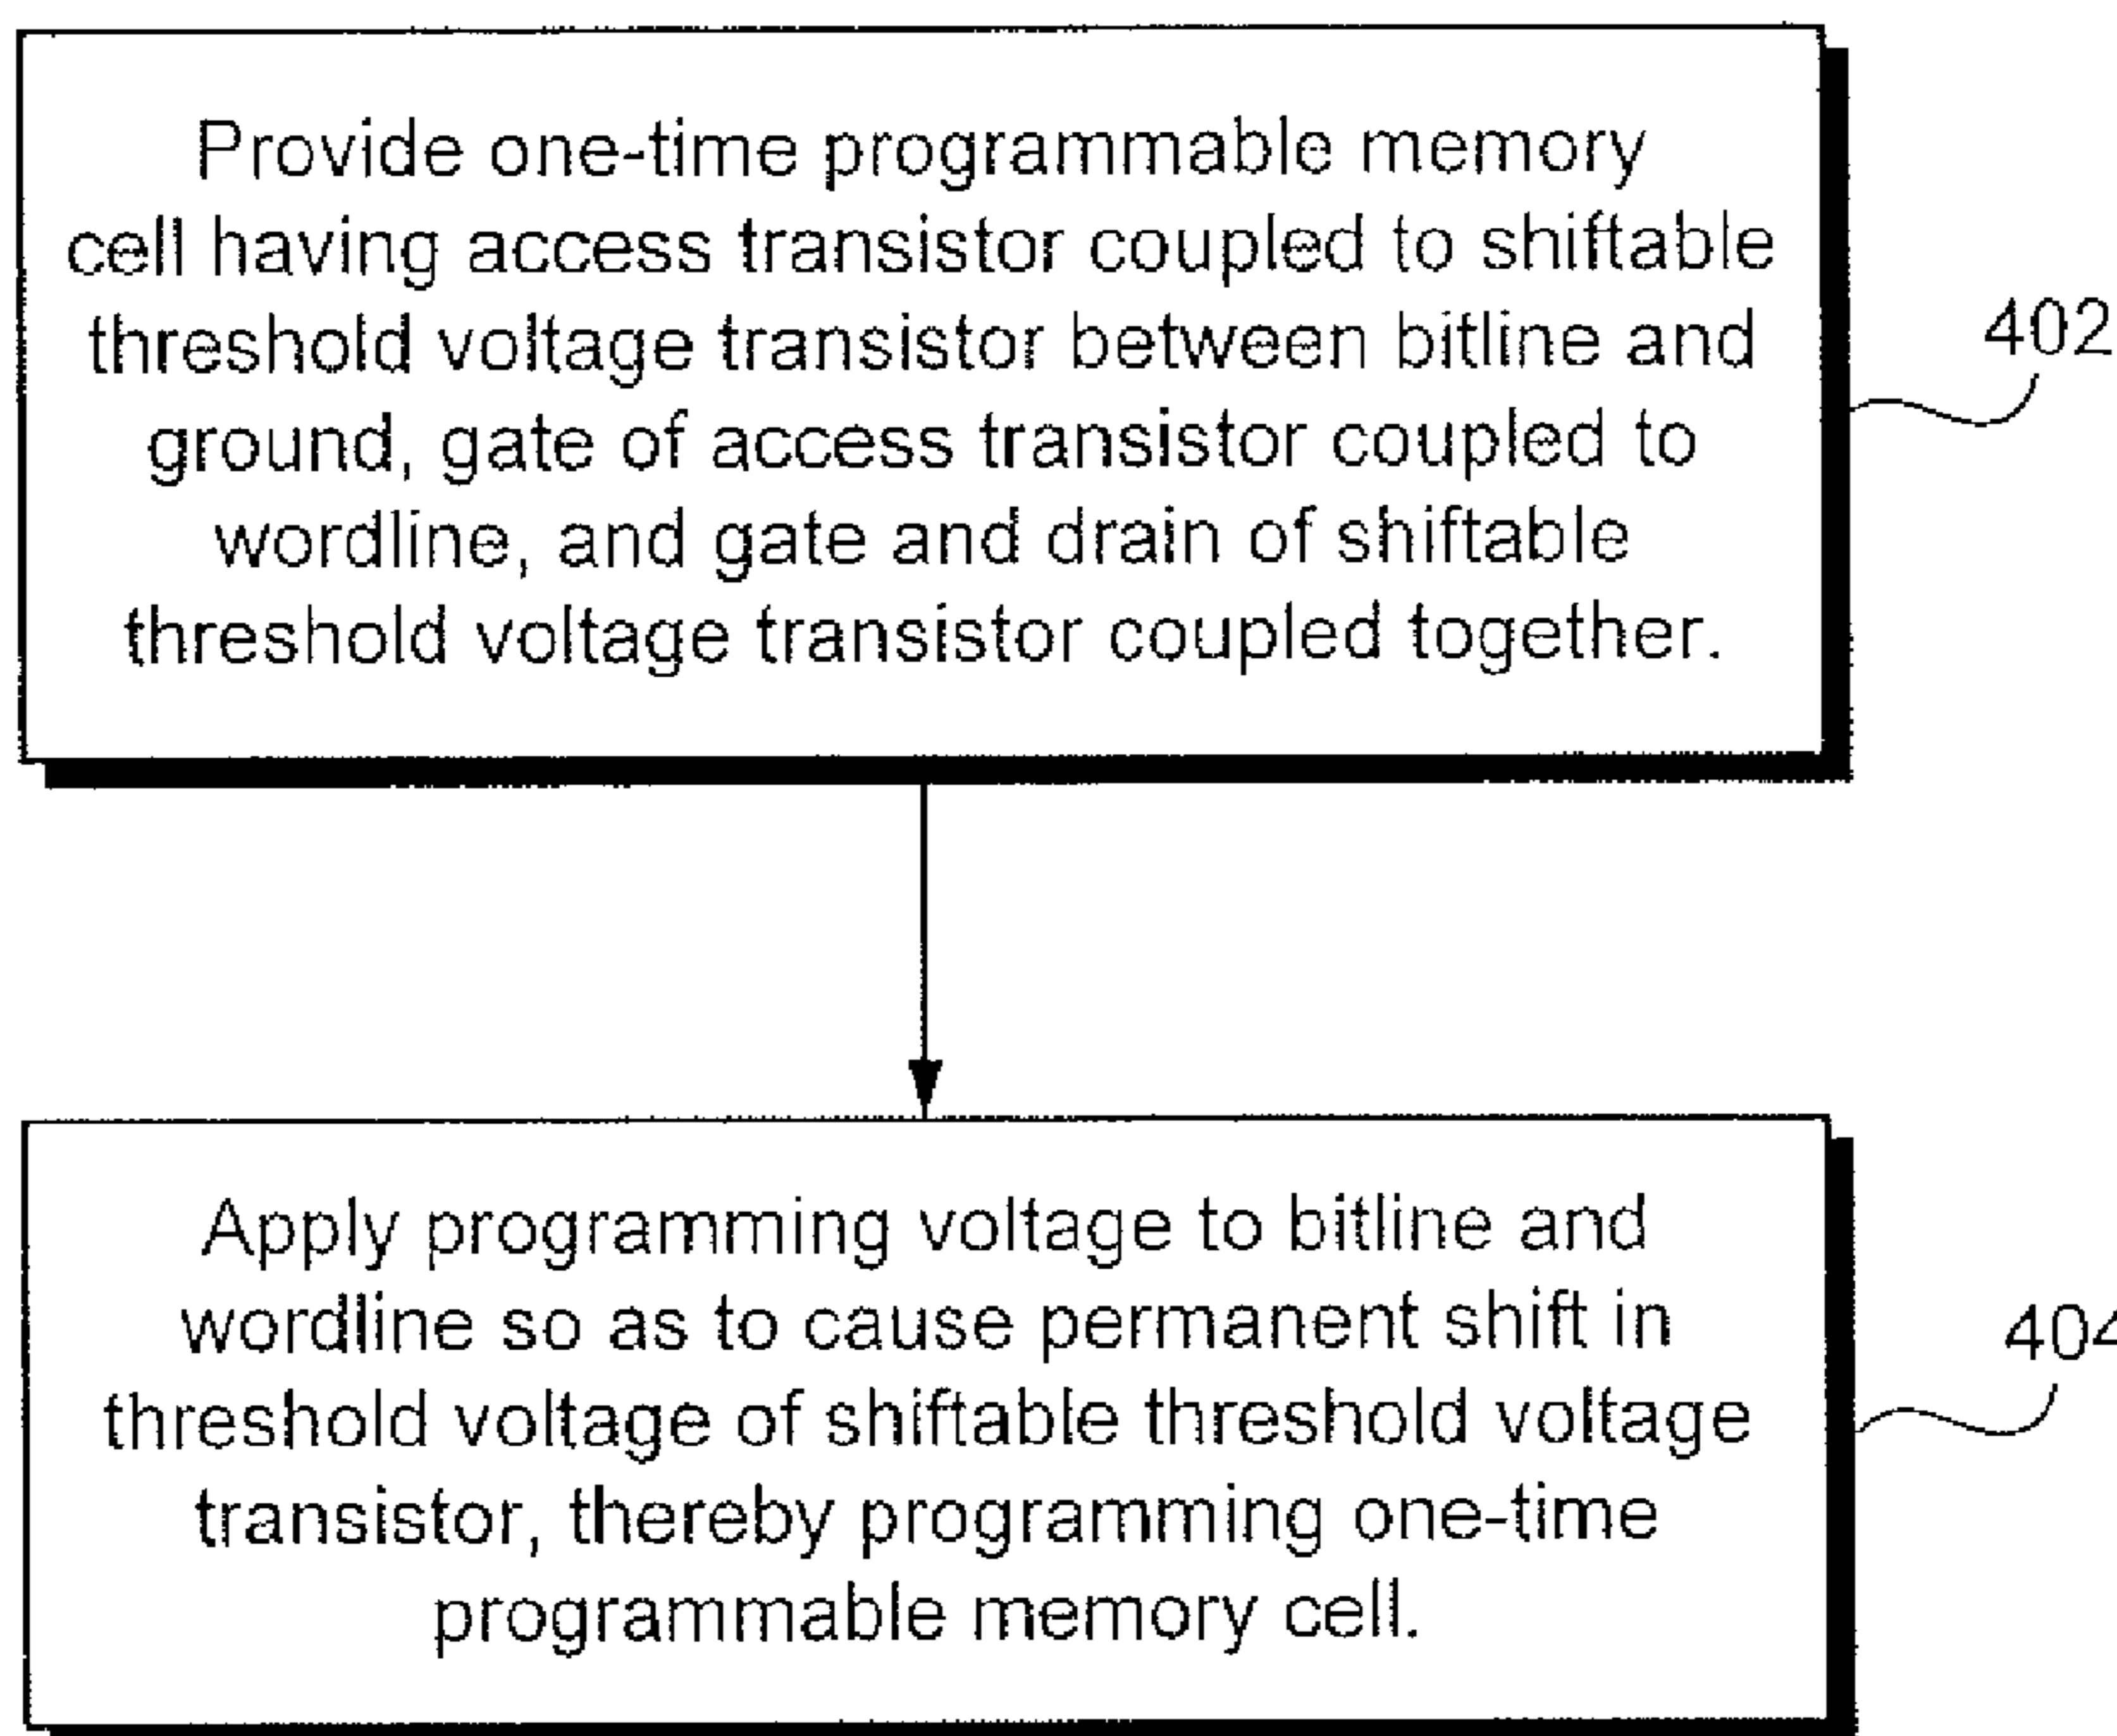 Provide one-time programmable memory
cell having access transistor coupled to shiftable
threshold voltage transistor between bitline and
ground, gate of access transistor coupled to
wordline, and gate and drain of shiftable
threshold voltage transistor coupled together.
402
Apply programming voltage to bitline and
wordline so as to cause permanent shift in
threshold voltage of shiftable threshold voltage
transistor, thereby programming one-time
programmable memory cell.
404